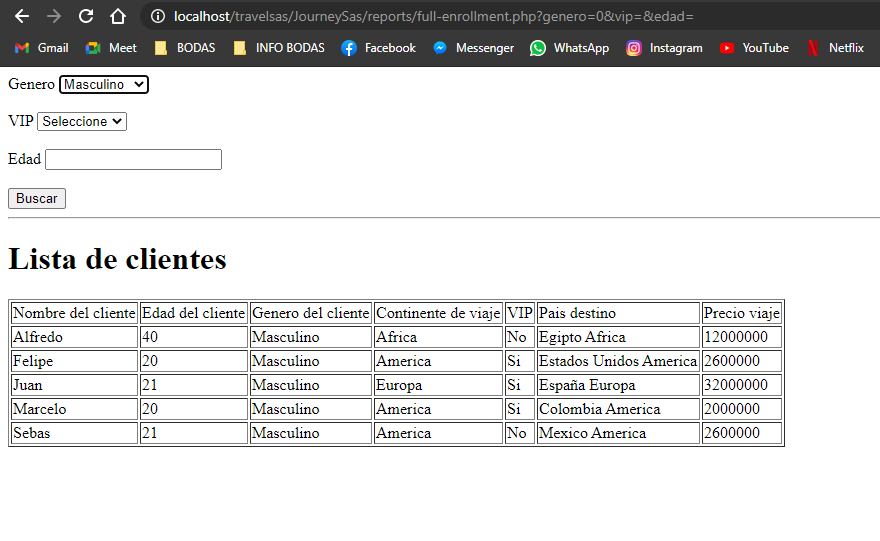 localhost/travelsas/JourneySas/reports/full-enrollment.php?genero=0&vip=&edad=
Gmail Meet BODAS INFO BODAS Facebook Messenger WhatsApp Instagram YouTube Netflix
Genero Masculino
VIP Seleccione
Edad
Buscar
Lista de clientes
Nombre del cliente Edad del cliente Genero del cliente Continente de viaje VIP Pais destino Precio viaje
Alfredo 40 Masculino Africa No Egipto Africa 12000000
Felipe 20 Masculino America Si Estados Unidos America 2600000
Juan 21 Masculino Europa Si España Europa 32000000
Marcelo 20 Masculino America Si Colombia America 2000000
Sebas 21 Masculino America No Mexico America 2600000